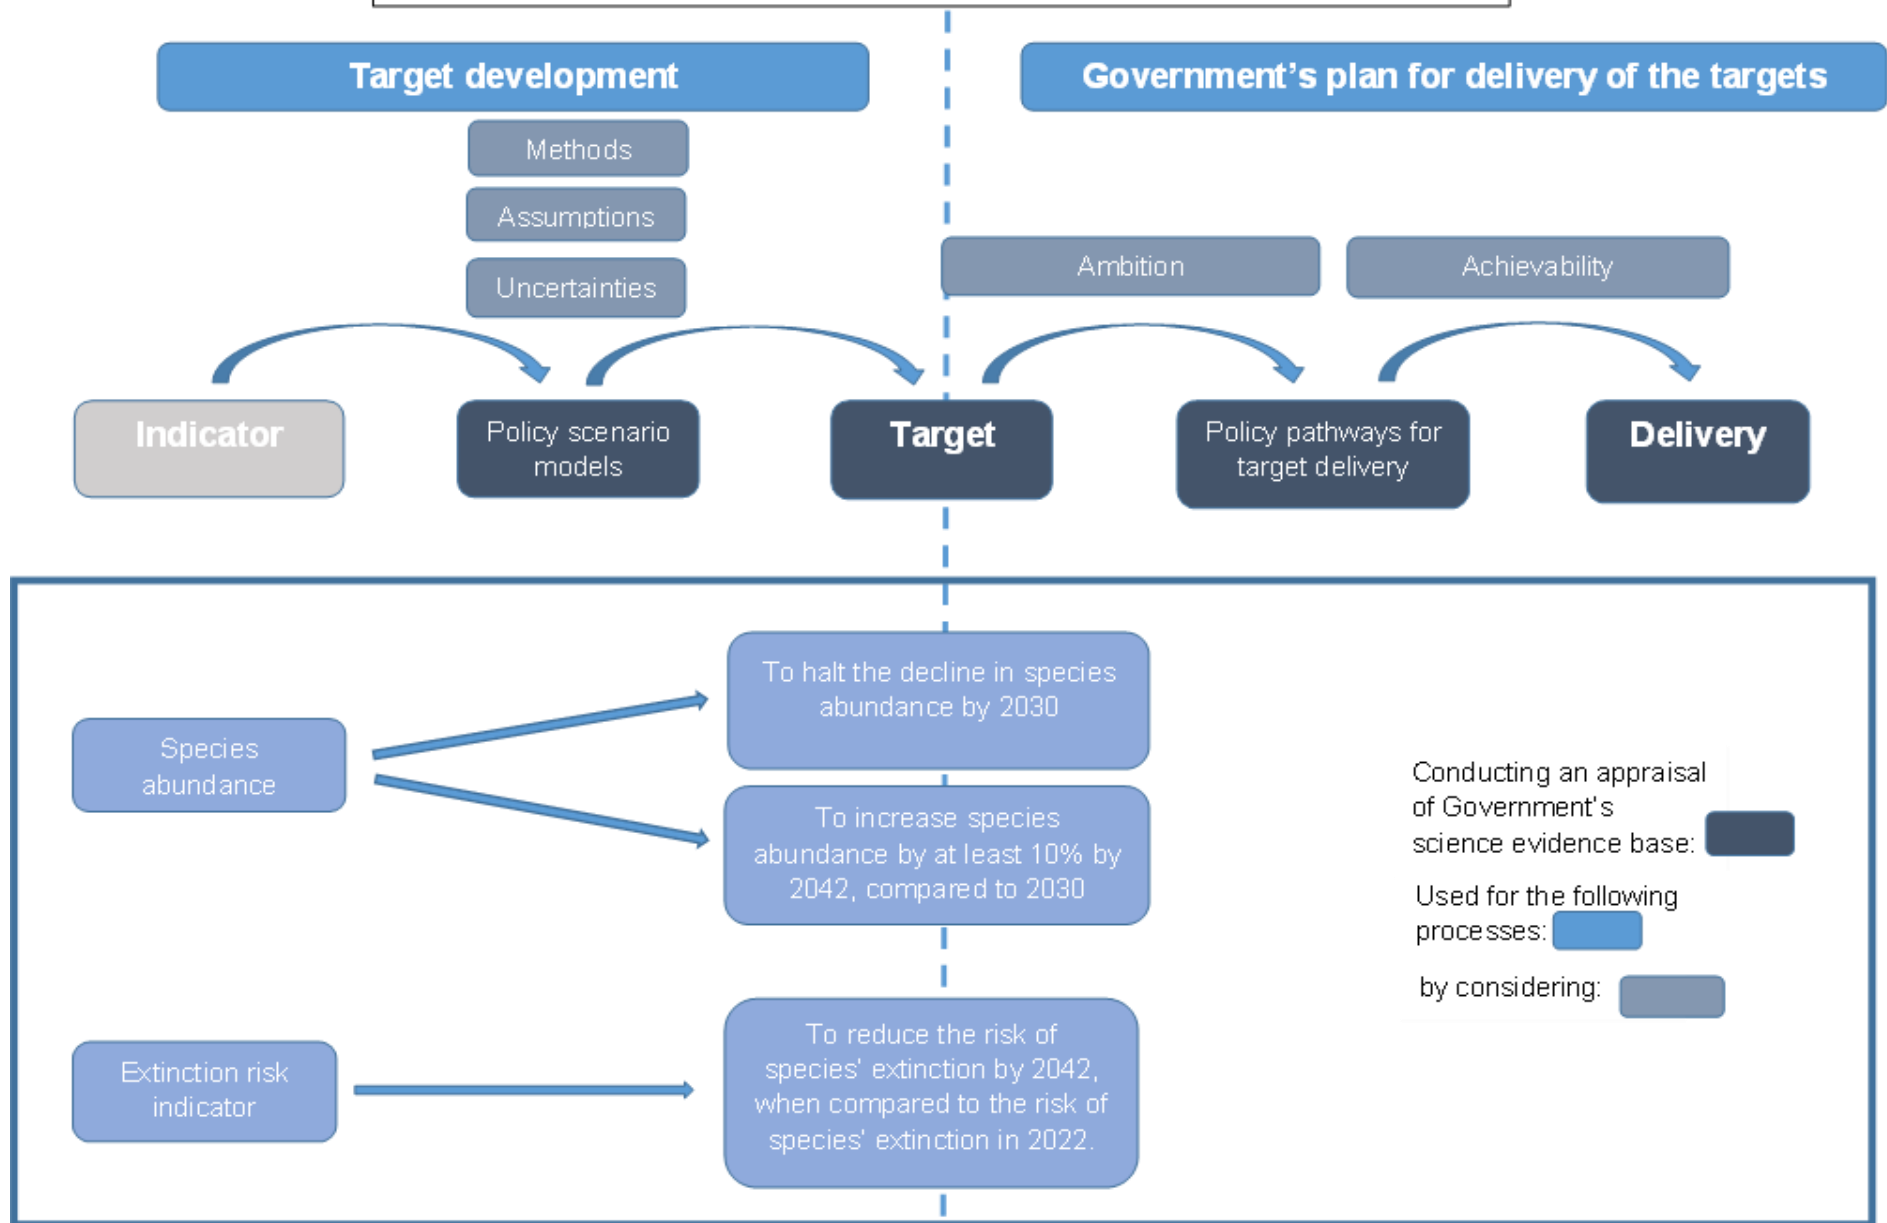 Target development
Government’s plan for delivery of the targets
Methods
Assumptions
Uncertainties
Ambition
Achievability
Indicator
Policy scenario
models
Target
Policy pathways for
target delivery
Delivery
To halt the decline in species
abundance by 2030
Species
abundance
To increase species
abundance by at least 10% by
2042, compared to 2030
Extinction risk
indicator
To reduce the risk of
species’ extinction by 2042,
when compared to the risk of
species’ extinction in 2022.
Conducting an appraisal
of Government’s
science evidence base:
Used for the following
processes:
by considering: